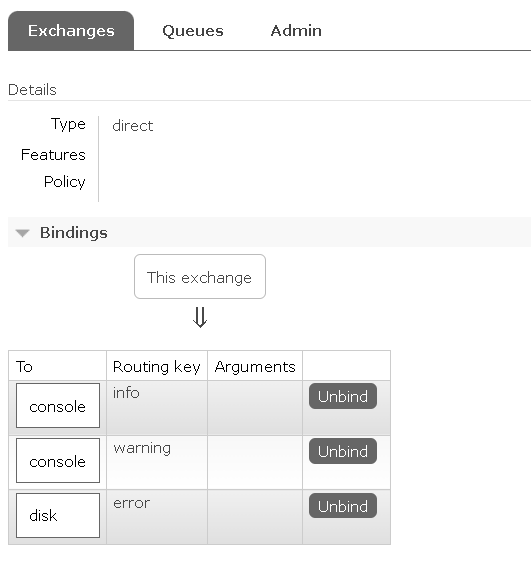 Exchanges Queues Admin
Details
Type direct
Features
Policy
Bindings
This exchange
⇓
To Routing key Arguments
console info Unbind
console warning Unbind
disk error Unbind